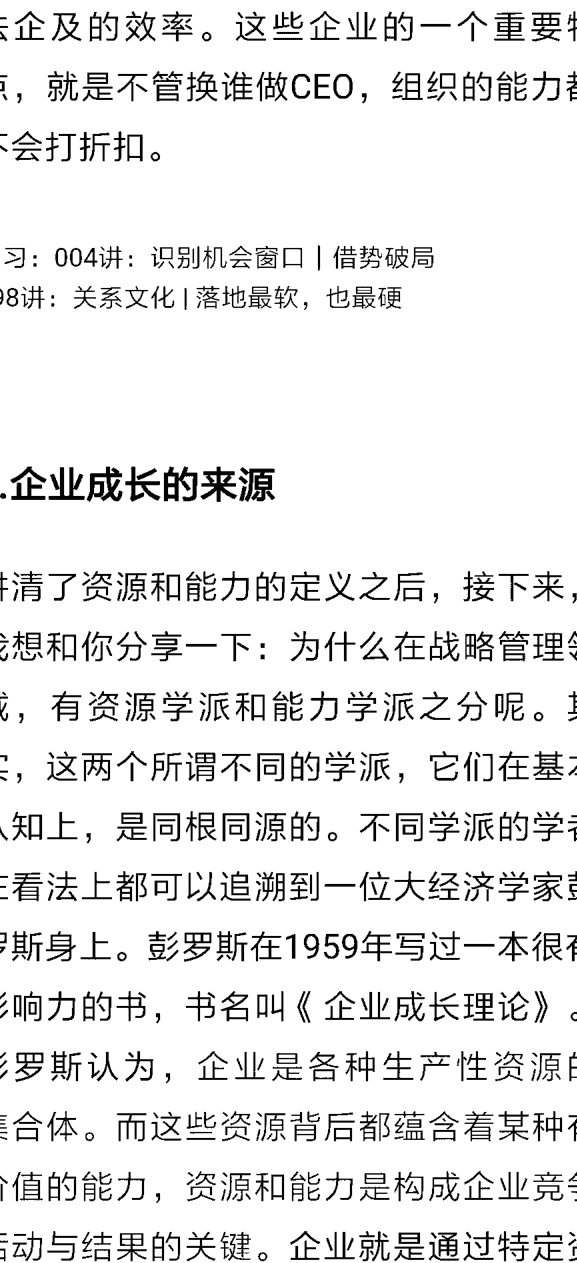 法企及的效率。这些企业的一个重要特
点，就是不管换谁做CEO，组织的能力都
不会打折扣。
习：004讲：识别机会窗口｜借势破局
98讲：关系文化 | 落地最软，也最硬
.企业成长的来源
讲清了资源和能力的定义之后，接下来，
我想和你分享一下：为什么在战略管理领
域，有资源学派和能力学派之分呢。其
实，这两个所谓不同的学派，它们在基本
认知上，是同根同源的。不同学派的学者
在看法上都可以追溯到一位大经济学家彭
罗斯身上。彭罗斯在1959年写过一本很有
影响力的书，书名叫《企业成长理论》。
彭罗斯认为，企业是各种生产性资源的
集合体。而这些资源背后都蕴含着某种有
价值的能力，资源和能力是构成企业竞争
活动与结果的关键。企业就是通过特定资